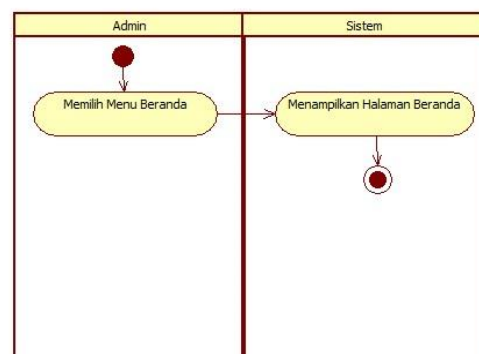 Admin
Sistem
Memilih Menu Beranda
Menampilkan Halaman Beranda